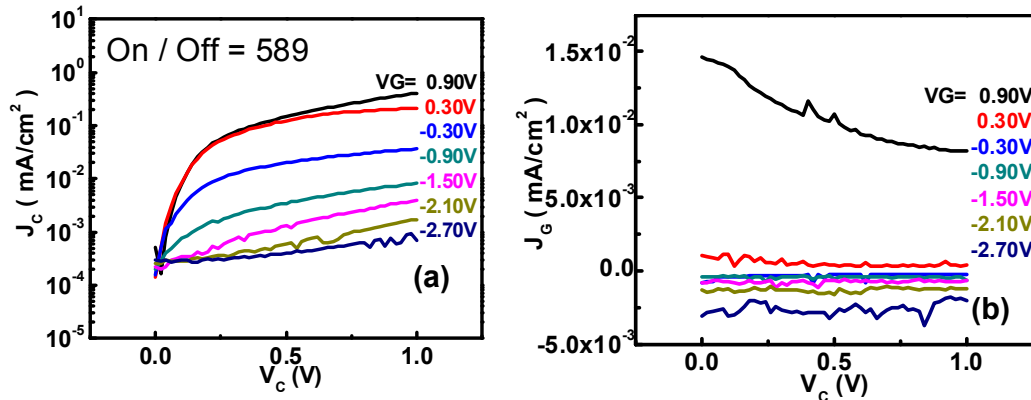 On / Off = 589
VG= 0.90V
0.30V
-0.30V
-0.90V
-1.50V
-2.10V
-2.70V
(a)
10¹
10⁰
10⁻¹
10⁻²
10⁻³
10⁻⁴
10⁻⁵
J_C ( mA/cm² )
0.0 0.5 1.0
V_C (V)
VG= 0.90V
0.30V
-0.30V
-0.90V
-1.50V
-2.10V
-2.70V
(b)
1.5x10⁻²
1.0x10⁻²
5.0x10⁻³
0.0
-5.0x10⁻³
J_G ( mA/cm² )
0.0 0.5 1.0
V_C (V)